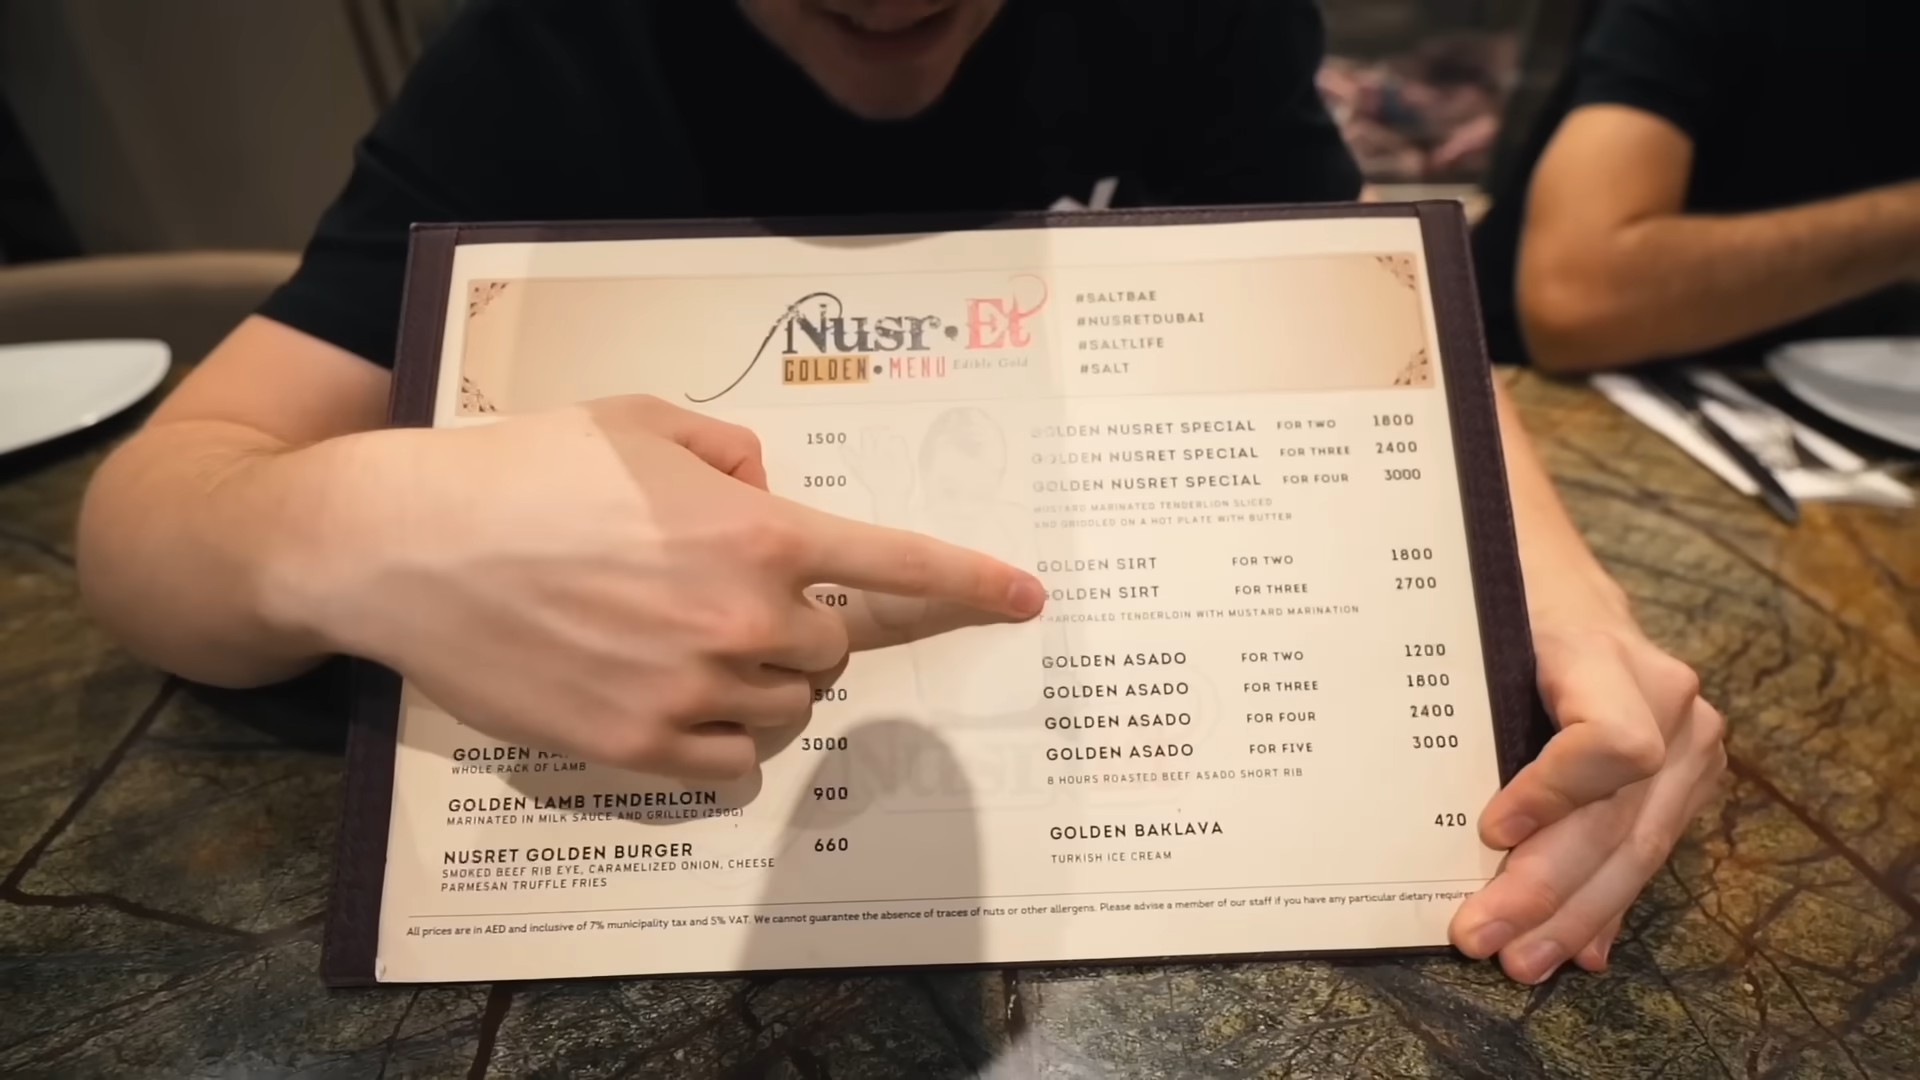 Nusr•Et
GOLDEN•MENU Edible Gold
#SALTBAE
#NUSRETDUBAI
#SALTLIFE
#SALT
1500
3000
500
500
3000
GOLDEN
WHOLE RACK OF LAMB
GOLDEN LAMB TENDERLOIN 900
MARINATED IN MILK SAUCE AND GRILLED (250G)
NUSRET GOLDEN BURGER 660
SMOKED BEEF RIB EYE, CARAMELIZED ONION, CHEESE
PARMESAN TRUFFLE FRIES
GOLDEN NUSRET SPECIAL FOR TWO 1800
GOLDEN NUSRET SPECIAL FOR THREE 2400
GOLDEN NUSRET SPECIAL FOR FOUR 3000
MUSTARD MARINATED TENDERLION SLICED
AND GRIDDLED ON A HOT PLATE WITH BUTTER
GOLDEN SIRT FOR TWO 1800
GOLDEN SIRT FOR THREE 2700
CHARCOALED TENDERLOIN WITH MUSTARD MARINATION
GOLDEN ASADO FOR TWO 1200
GOLDEN ASADO FOR THREE 1800
GOLDEN ASADO FOR FOUR 2400
GOLDEN ASADO FOR FIVE 3000
8 HOURS ROASTED BEEF ASADO SHORT RIB
GOLDEN BAKLAVA 420
TURKISH ICE CREAM
All prices are in AED and inclusive of 7% municipality tax and 5% VAT. We cannot guarantee the absence of traces of nuts or other allergens. Please advise a member of our staff if you have any particular dietary